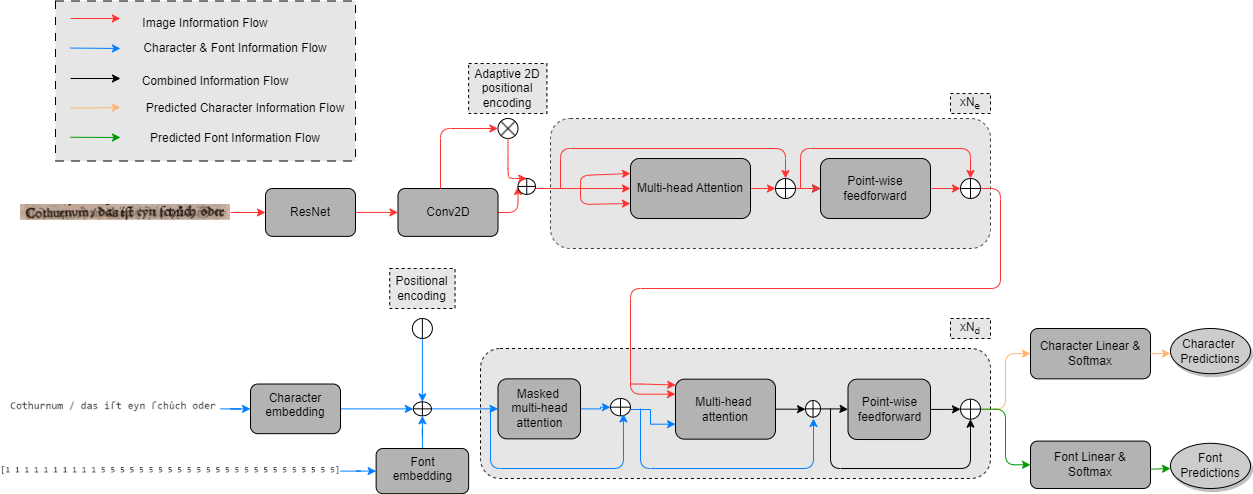 Image Information Flow
Character & Font Information Flow
Combined Information Flow
Predicted Character Information Flow
Predicted Font Information Flow
Adaptive 2D
positional
encoding
xNe
Cothurnum / das iſt eyn ſchůch oder
ResNet
Conv2D
Multi-head Attention
Point-wise
feedforward
Positional
encoding
xNd
Character Linear &
Softmax
Character
Predictions
Cothurnum / das iſt eyn ſchůch oder
Character
embedding
Masked
multi-head
attention
Multi-head
attention
Point-wise
feedforward
[1 1 1 1 1 1 1 1 1 1 1 5 5 5 5 5 5 5 5 5 5 5 5 5 5 5 5 5 5 5 5 5 5 5 5 5]
Font
embedding
Font Linear &
Softmax
Font
Predictions